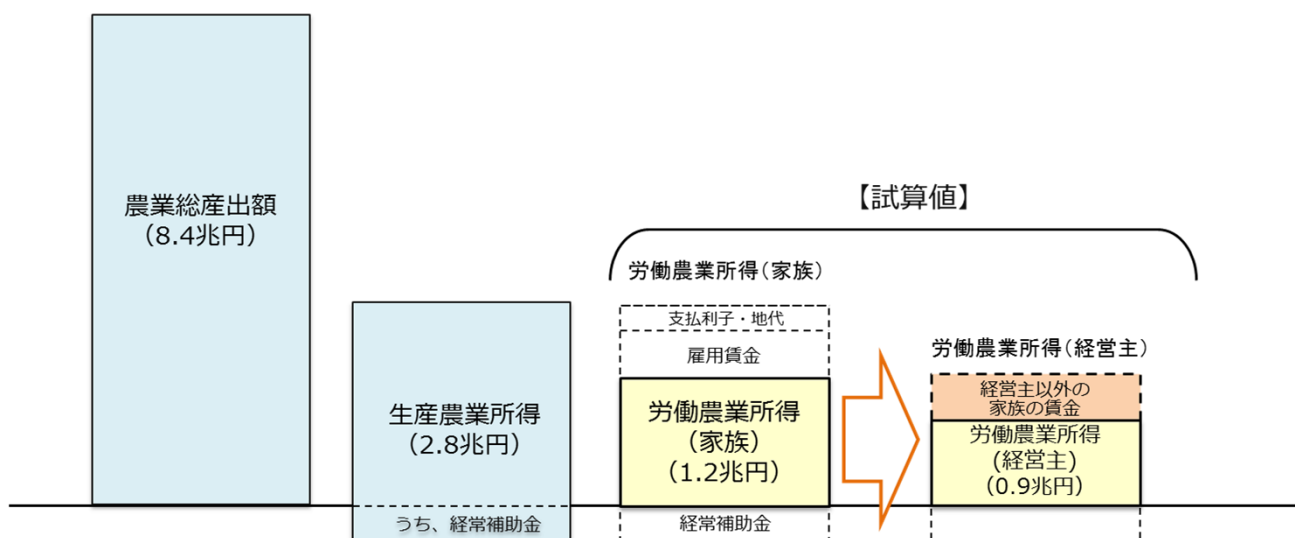 農業総産出額
（8.4兆円）
生産農業所得
（2.8兆円）
うち、経常補助金
【試算値】
労働農業所得（家族）
支払利子・地代
雇用賃金
労働農業所得
（家族）
（1.2兆円）
経常補助金
労働農業所得（経営主）
経営主以外の
家族の賃金
労働農業所得
（経営主）
（0.9兆円）